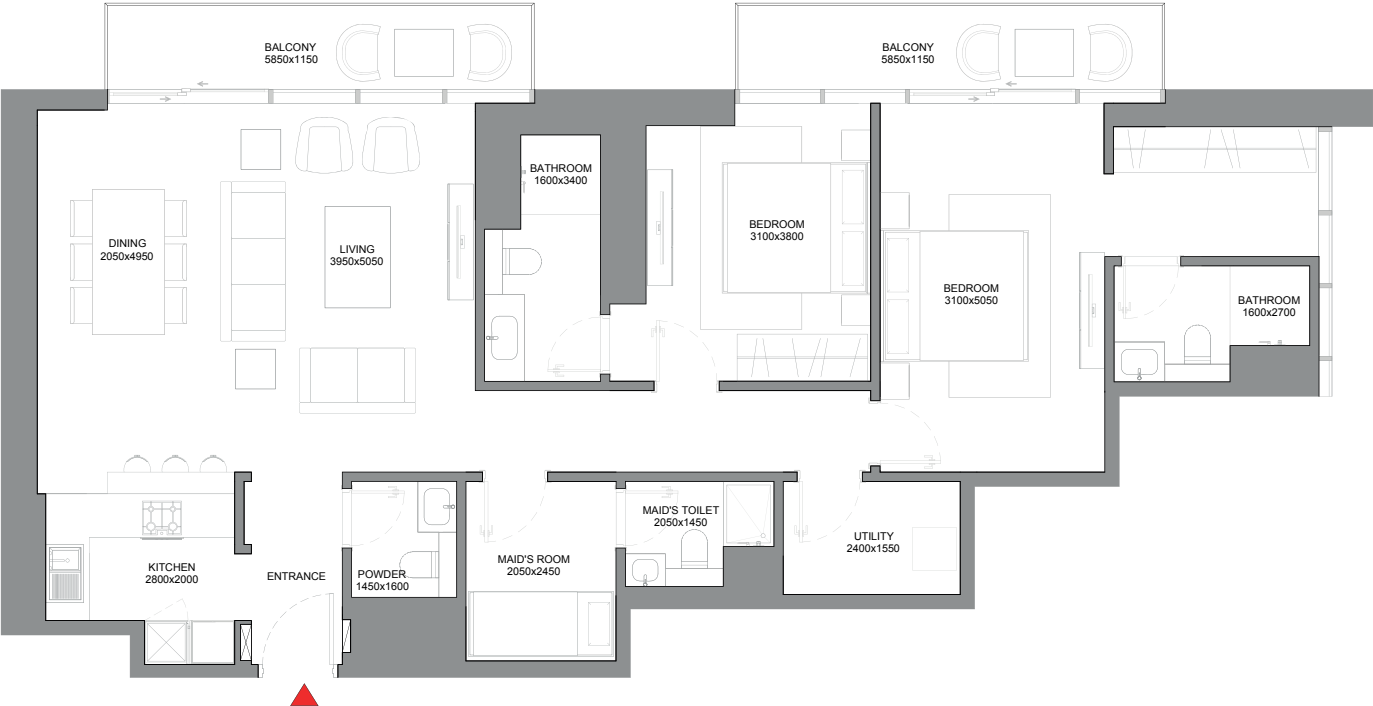 BALCONY
5850x1150
BALCONY
5850x1150
BATHROOM
1600x3400
BEDROOM
3100x3800
DINING
2050x4950
LIVING
3950x5050
BEDROOM
3100x5050
BATHROOM
1600x2700
MAID'S TOILET
2050x1450
UTILITY
2400x1550
MAID'S ROOM
2050x2450
KITCHEN
2800x2000
ENTRANCE
POWDER
1450x1600